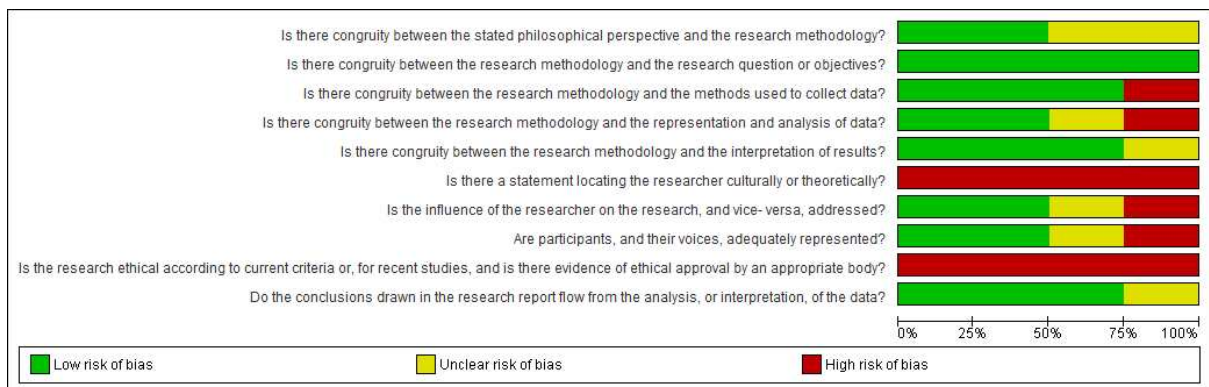 Is there congruity between the stated philosophical perspective and the research methodology?
Is there congruity between the research methodology and the research question or objectives?
Is there congruity between the research methodology and the methods used to collect data?
Is there congruity between the research methodology and the representation and analysis of data?
Is there congruity between the research methodology and the interpretation of results?
Is there a statement locating the researcher culturally or theoretically?
Is the influence of the researcher on the research, and vice- versa, addressed?
Are participants, and their voices, adequately represented?
Is the research ethical according to current criteria or, for recent studies, and is there evidence of ethical approval by an appropriate body?
Do the conclusions drawn in the research report flow from the analysis, or interpretation, of the data?
0% 25% 50% 75% 100%
Low risk of bias Unclear risk of bias High risk of bias